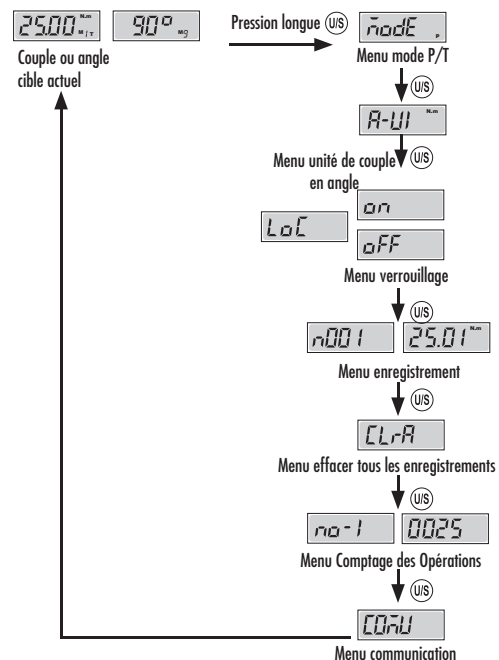 25.00 N.m M/T
90° Mg
Pression longue U/S
modE P
Couple ou angle
cible actuel
Menu mode P/T
U/S
A-UI N.m
Menu unité de couple
en angle
U/S
LoC
on
oFF
Menu verrouillage
U/S
n001
25.01 N.m
Menu enregistrement
U/S
CLrA
Menu effacer tous les enregistrements
U/S
no-1
0025
Menu Comptage des Opérations
U/S
COmU
Menu communication